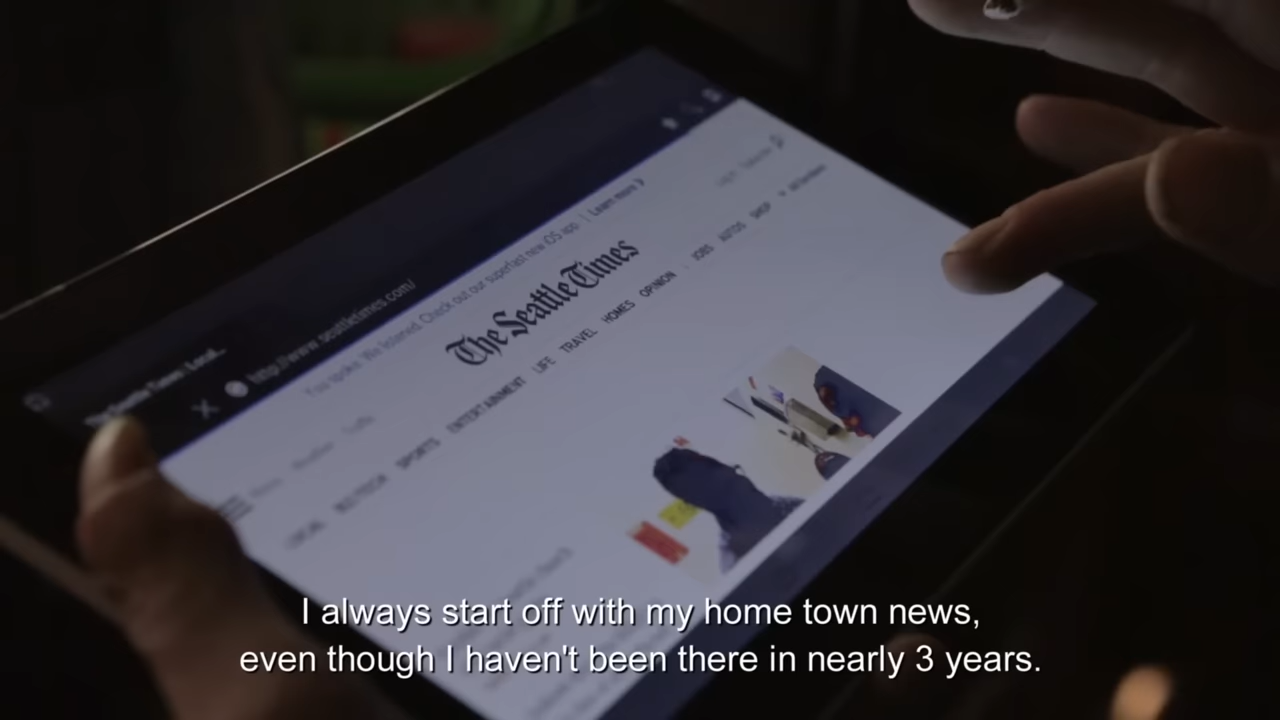 http://www.seattletimes.com/
You spoke. We listened. Check out our superfast new iOS app. | Learn more >
The Seattle Times
LOCAL BIZ/TECH SPORTS ENTERTAINMENT LIFE TRAVEL HOMES OPINION JOBS AUTOS SHOP
I always start off with my home town news,
even though I haven't been there in nearly 3 years.